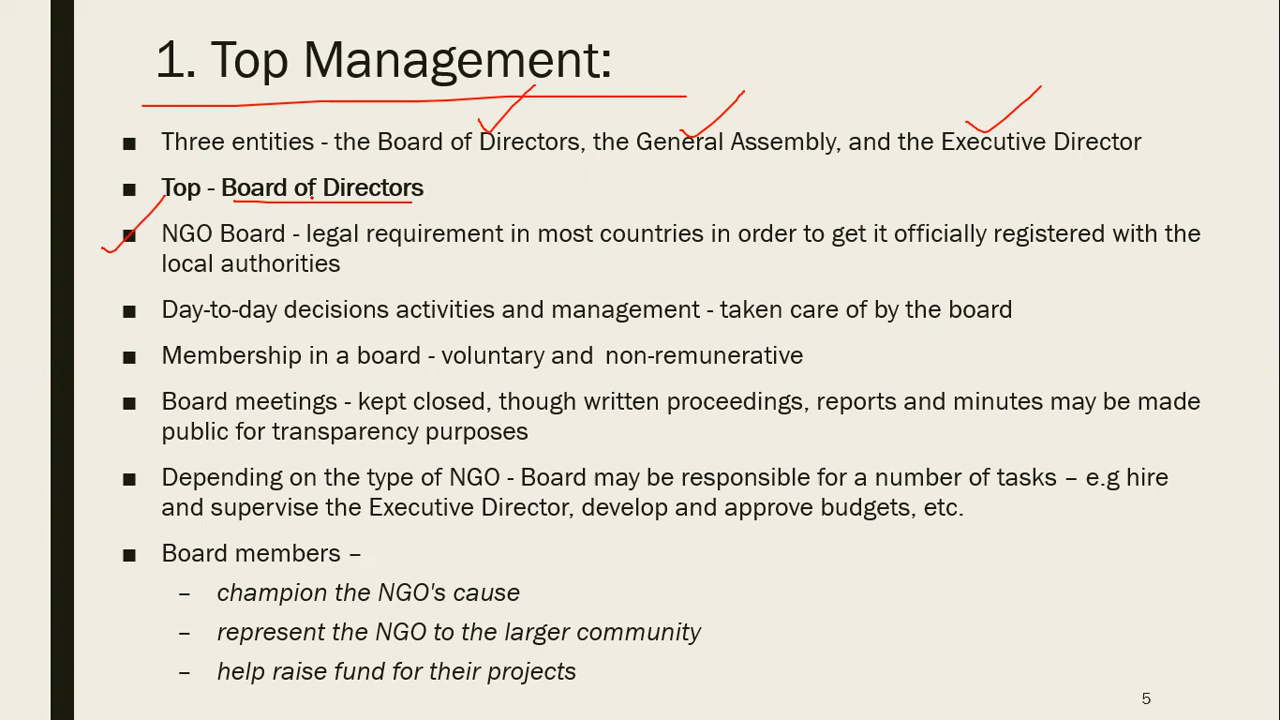 1. Top Management:
■ Three entities - the Board of Directors, the General Assembly, and the Executive Director
■ Top - Board of Directors
■ NGO Board - legal requirement in most countries in order to get it officially registered with the
local authorities
■ Day-to-day decisions activities and management - taken care of by the board
■ Membership in a board - voluntary and non-remunerative
■ Board meetings - kept closed, though written proceedings, reports and minutes may be made
public for transparency purposes
■ Depending on the type of NGO - Board may be responsible for a number of tasks – e.g hire
and supervise the Executive Director, develop and approve budgets, etc.
■ Board members –
– champion the NGO's cause
– represent the NGO to the larger community
– help raise fund for their projects
5